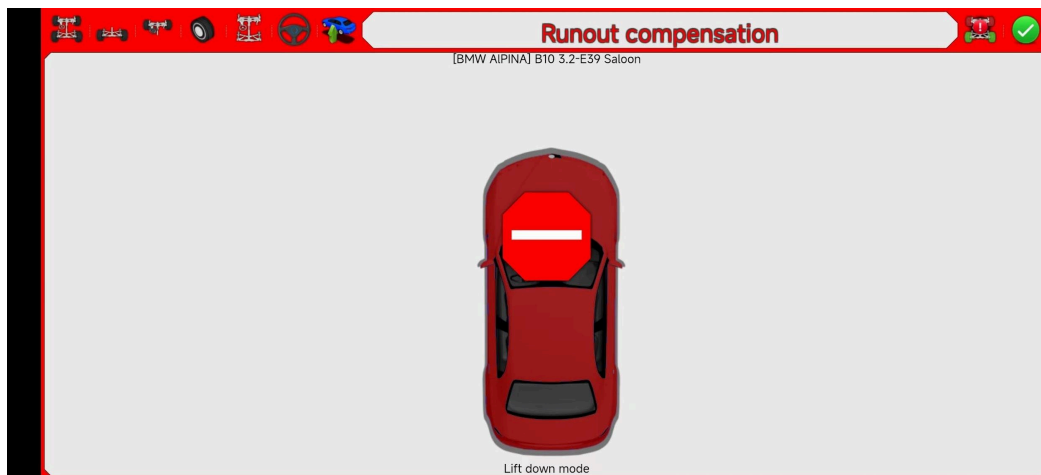 Runout compensation
[BMW AlPINA] B10 3.2-E39 Saloon
Lift down mode